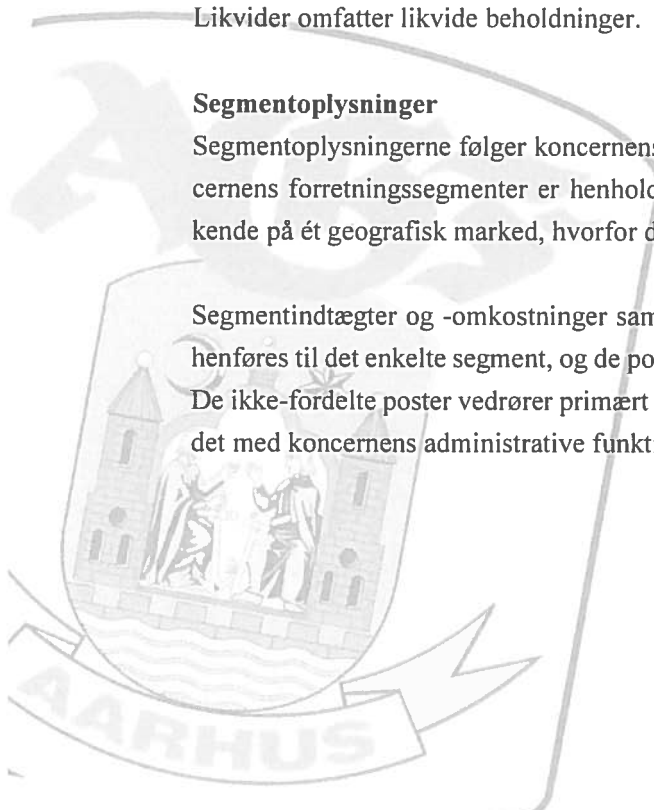 Likvider omfatter likvide beholdninger.
Segmentoplysninger
Segmentoplysningerne følger koncernens
cernens forretningssegmenter er henhold
kende på ét geografisk marked, hvorfor d
Segmentindtægter og -omkostninger sam
henføres til det enkelte segment, og de po
De ikke-fordelte poster vedrører primært
det med koncernens administrative funkt
AGF
AARHUS